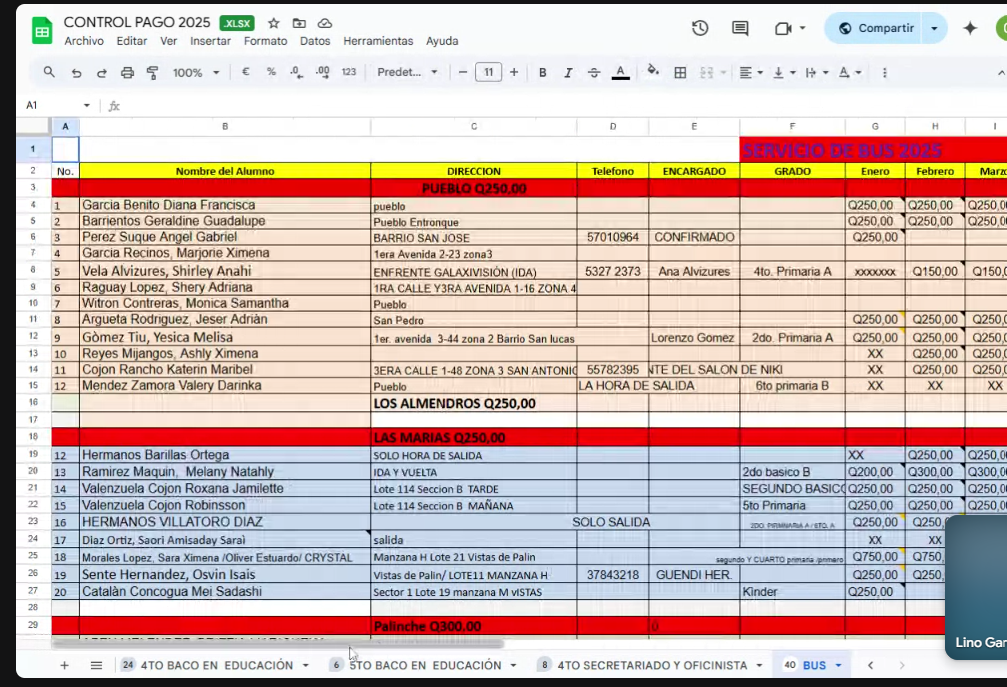 CONTROL PAGO 2025 .XLSX
Archivo Editar Ver Insertar Formato Datos Herramientas Ayuda
Compartir
100% € % .0 .00 123 Predet... − 11 + B I S A
A1 fx
A B C D E F G H I
1 SERVICIO DE BUS 2025
2 No. Nombre del Alumno DIRECCION Telefono ENCARGADO GRADO Enero Febrero Marzo
3 PUEBLO Q250,00
4 1 Garcia Benito Diana Francisca pueblo Q250,00 Q250,00 Q250,00
5 2 Barrientos Geraldine Guadalupe Pueblo Entronque Q250,00 Q250,00 Q250,00
6 3 Perez Suque Angel Gabriel BARRIO SAN JOSE 57010964 CONFIRMADO Q250,00
7 4 Garcia Recinos, Marjorie Ximena 1era Avenida 2-23 zona3
8 5 Vela Alvizures, Shirley Anahi ENFRENTE GALAXIVISIÓN (IDA) 5327 2373 Ana Alvizures 4to. Primaria A xxxxxxx Q150,00 Q150,0
9 6 Raguay Lopez, Shery Adriana 1RA CALLE Y3RA AVENIDA 1-16 ZONA 4
10 7 Witron Contreras, Monica Samantha Pueblo
11 8 Argueta Rodriguez, Jeser Adriàn San Pedro Q250,00 Q250,00 Q250,00
12 9 Gòmez Tiu, Yesica Melisa 1er. avenida 3-44 zona 2 Barrio San lucas Lorenzo Gomez 2do. Primaria A Q250,00 Q250,00 Q250,00
13 10 Reyes Mijangos, Ashly Ximena XX Q250,00 Q250,00
14 11 Cojon Rancho Katerin Maribel 3ERA CALLE 1-48 ZONA 3 SAN ANTONIO 55782395 NTE DEL SALON DE NIKI XX Q250,00 Q250,00
15 12 Mendez Zamora Valery Darinka Pueblo LA HORA DE SALIDA 6to primaria B XX XX XX
16 LOS ALMENDROS Q250,00
17
18 LAS MARIAS Q250,00
19 12 Hermanos Barillas Ortega SOLO HORA DE SALIDA XX Q250,00 Q250,00
20 13 Ramirez Maquin, Melany Natahly IDA Y VUELTA 2do basico B Q200,00 Q300,00 Q300,00
21 14 Valenzuela Cojon Roxana Jamilette Lote 114 Seccion B TARDE SEGUNDO BASICO Q250,00 Q250,00 Q250,00
22 15 Valenzuela Cojon Robinsson Lote 114 Seccion B MAÑANA 5to Primaria Q250,00 Q250,00 Q250,00
23 16 HERMANOS VILLATORO DIAZ SOLO SALIDA Q250,00 Q250,
24 17 Diaz Ortiz, Saori Amisaday Saraì salida XX XX
25 18 Morales Lopez, Sara Ximena /Oliver Estuardo/ CRYSTAL Manzana H Lote 21 Vistas de Palin segundo Y CUARTO primaria /primero Q750,00 Q750,
26 19 Sente Hernandez, Osvin Isais Vistas de Palin/ LOTE11 MANZANA H 37843218 GUENDI HER. Q250,00 Q250,
27 20 Catalàn Concogua Mei Sadashi Sector 1 Lote 19 manzana M vISTAS Kinder Q250,00
28
29 Palinche Q300,00 0
24 4TO BACO EN EDUCACIÓN 6 5TO BACO EN EDUCACIÓN 8 4TO SECRETARIADO Y OFICINISTA 40 BUS
Lino Gar